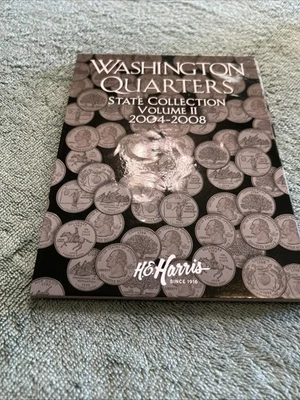 WASHINGTON
QUARTERS
STATE COLLECTION
VOLUME II
2004-2008
H.E. Harris
SINCE 1916